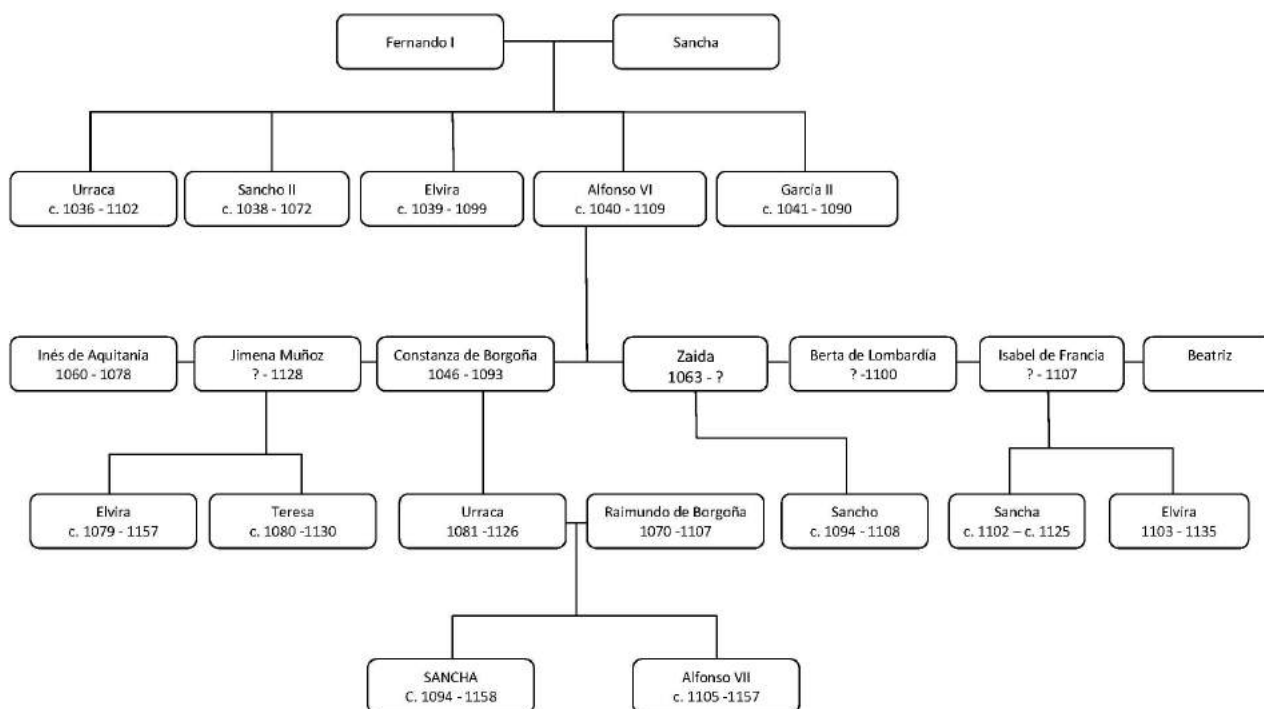 Fernando I
Sancha
Urraca
c. 1036 - 1102
Sancho II
c. 1038 - 1072
Elvira
c. 1039 - 1099
Alfonso VI
c. 1040 - 1109
García II
c. 1041 - 1090
Inés de Aquitania
1060 - 1078
Jimena Muñoz
? - 1128
Constanza de Borgoña
1046 - 1093
Zaida
1063 - ?
Berta de Lombardía
? -1100
Isabel de Francia
? - 1107
Beatriz
Elvira
c. 1079 - 1157
Teresa
c. 1080 -1130
Urraca
1081 -1126
Raimundo de Borgoña
1070 -1107
Sancho
c. 1094 - 1108
Sancha
c. 1102 – c. 1125
Elvira
1103 - 1135
SANCHA
C. 1094 - 1158
Alfonso VII
c. 1105 -1157